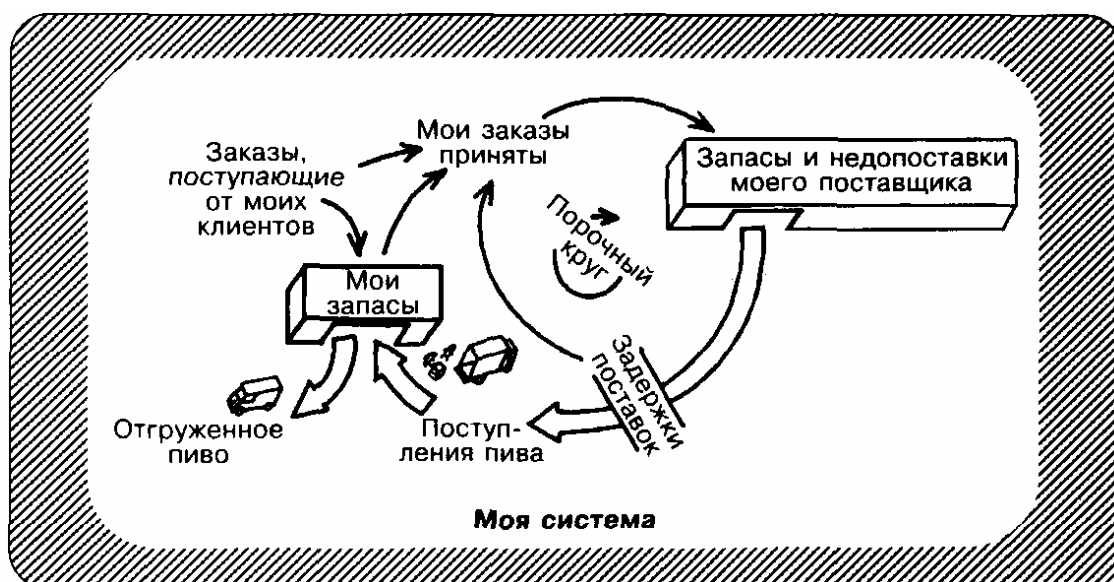 Мои заказы
приняты
Заказы,
поступающие
от моих
клиентов
Запасы и недопоставки
моего поставщика
Порочный
круг
Мои
запасы
Задержки
поставок
Отгруженное
пиво
Поступ-
ления пива
Моя система